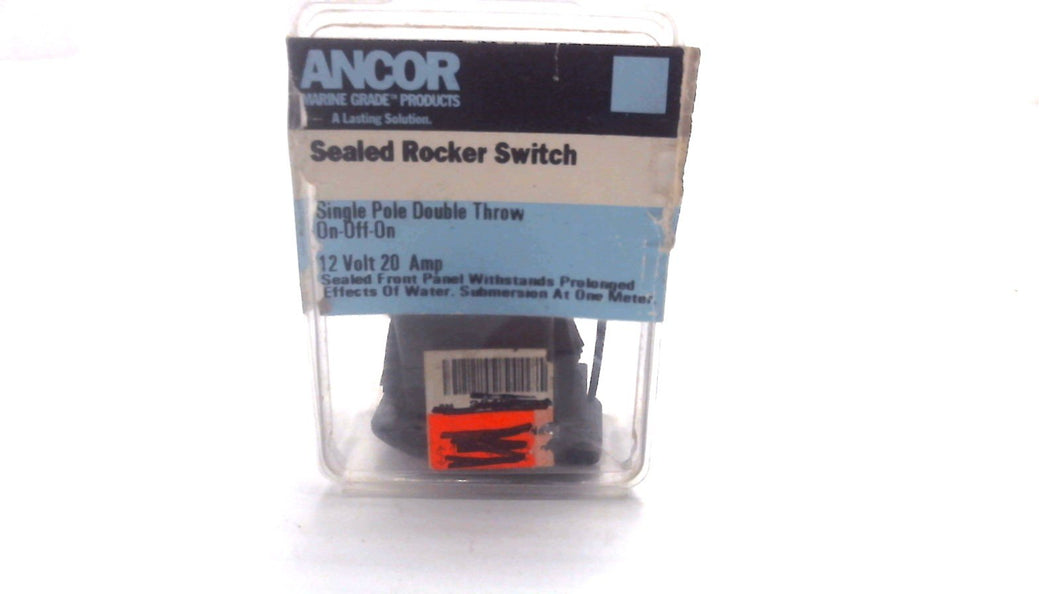 ANCOR
MARINE GRADE™ PRODUCTS
A Lasting Solution.
Sealed Rocker Switch
Single Pole Double Throw
On-Off-On
12 Volt 20 Amp
Sealed Front Panel Withstands Prolonged
Effects Of Water. Submersion At One Meter.